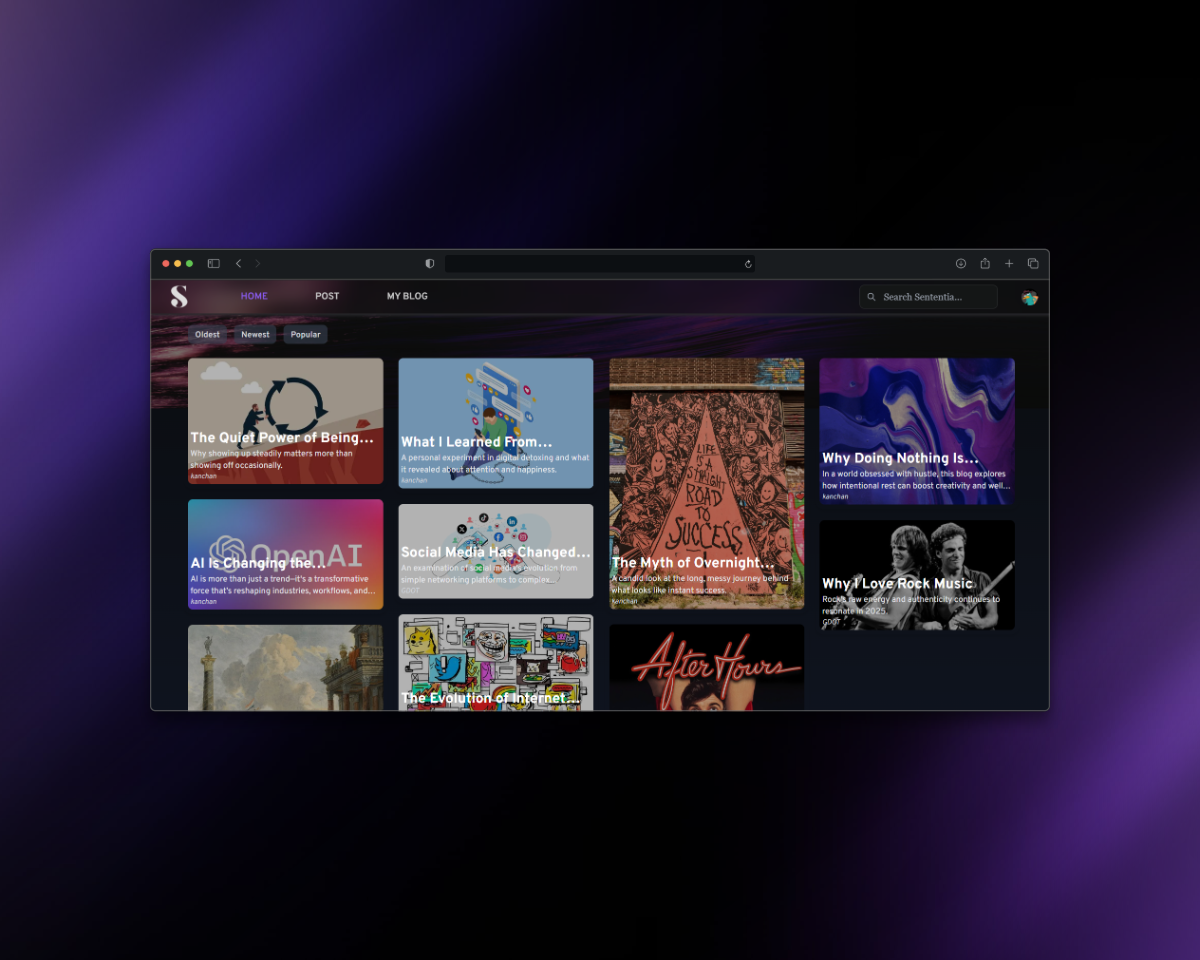 S
HOME
POST
MY BLOG
Search Sententia...
Oldest
Newest
Popular
The Quiet Power of Being...
Why showing up steadily matters more than
showing off occasionally.
kanchan
OpenAI
AI Is Changing the...
AI is more than just a trend—it's a transformative
force that's reshaping industries, workflows, and...
kanchan
What I Learned From...
A personal experiment in digital detoxing and what
it revealed about attention and happiness.
kanchan
Social Media Has Changed...
An examination of social media's evolution from
simple networking platforms to complex...
GDOT
The Evolution of Internet...
LIFE
IS A
STRAIGHT
ROAD
TO
SUCCESS
The Myth of Overnight...
A candid look at the long, messy journey behind
what looks like instant success.
kanchan
After Hours
Why Doing Nothing Is...
In a world obsessed with hustle, this blog explores
how intentional rest can boost creativity and well...
kanchan
Why I Love Rock Music
Rock's raw energy and authenticity continues to
resonate in 2025.
GDOT